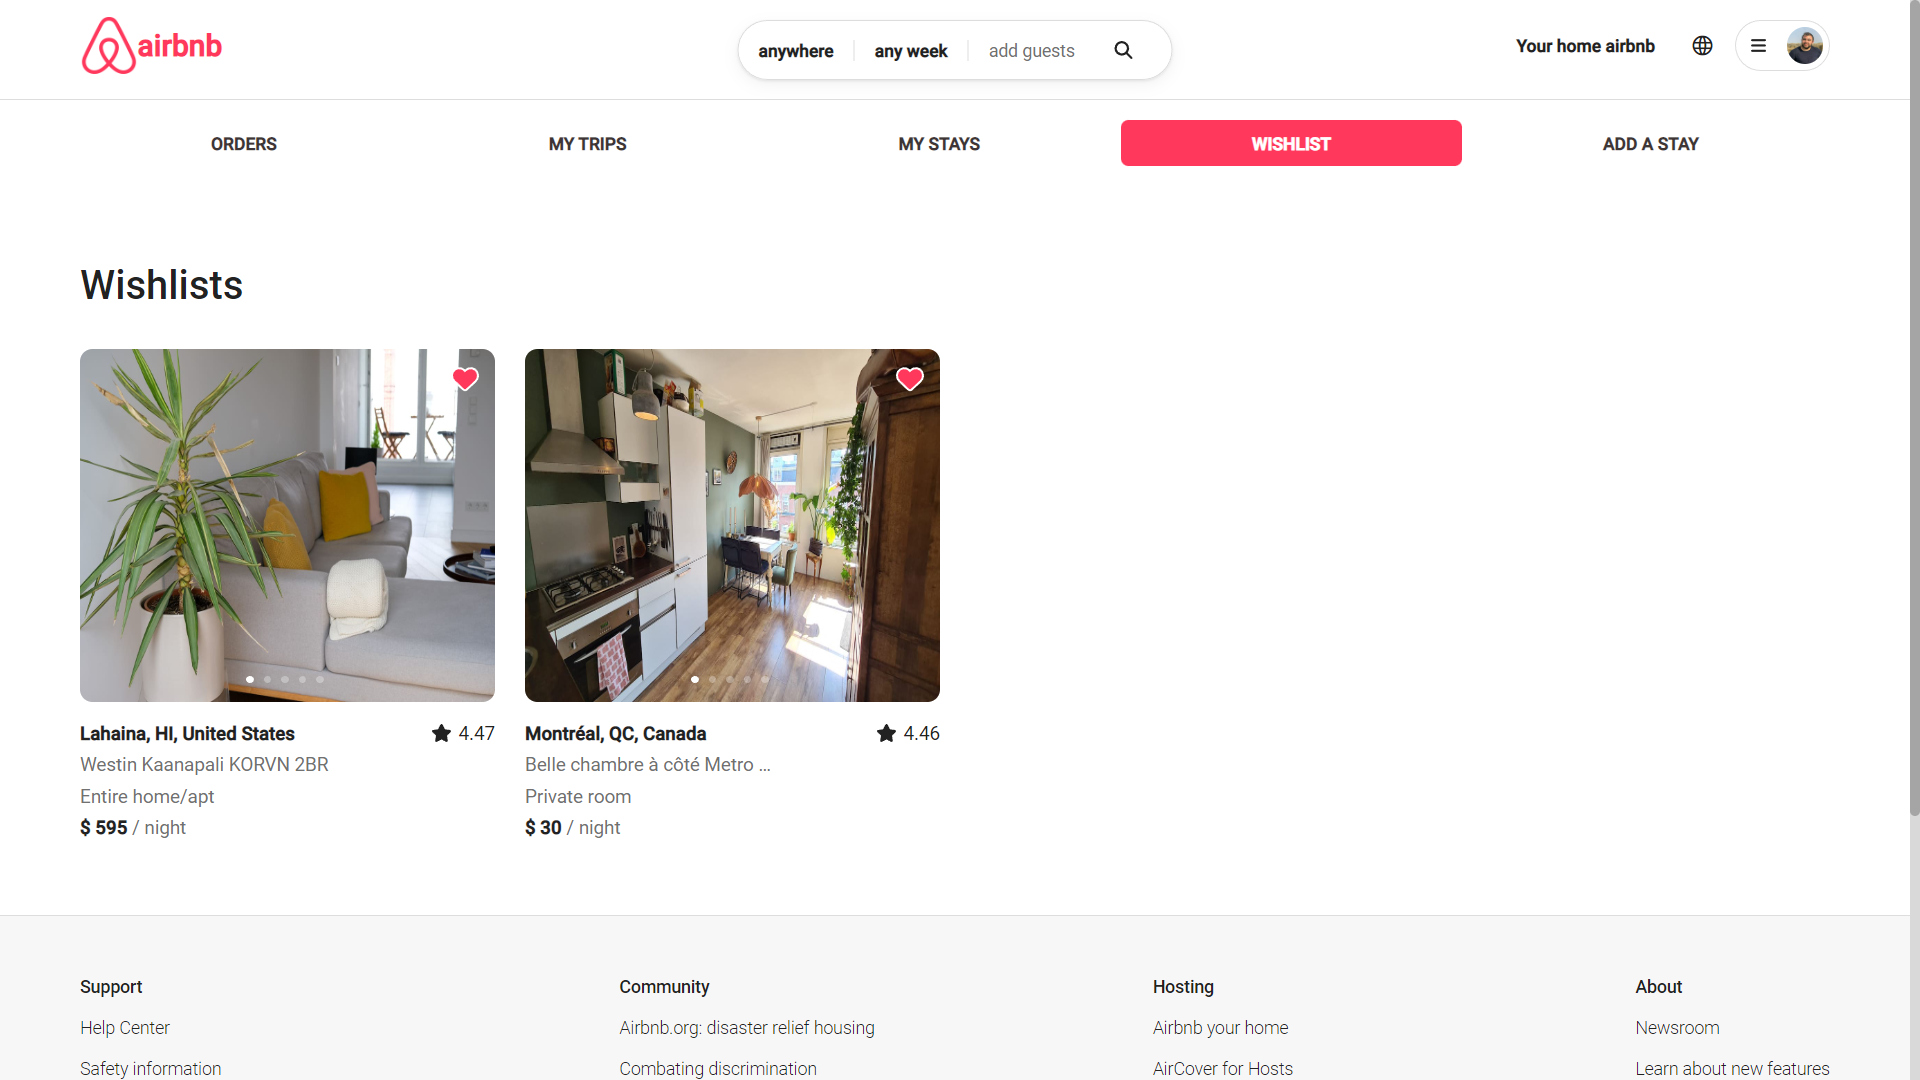 airbnb
anywhere any week add guests
Your home airbnb
ORDERS MY TRIPS MY STAYS WISHLIST ADD A STAY
Wishlists
Lahaina, HI, United States 4.47
Westin Kaanapali KORVN 2BR
Entire home/apt
$ 595 / night
Montréal, QC, Canada 4.46
Belle chambre à côté Metro ...
Private room
$ 30 / night
Support
Help Center
Safety information
Community
Airbnb.org: disaster relief housing
Combating discrimination
Hosting
Airbnb your home
AirCover for Hosts
About
Newsroom
Learn about new features